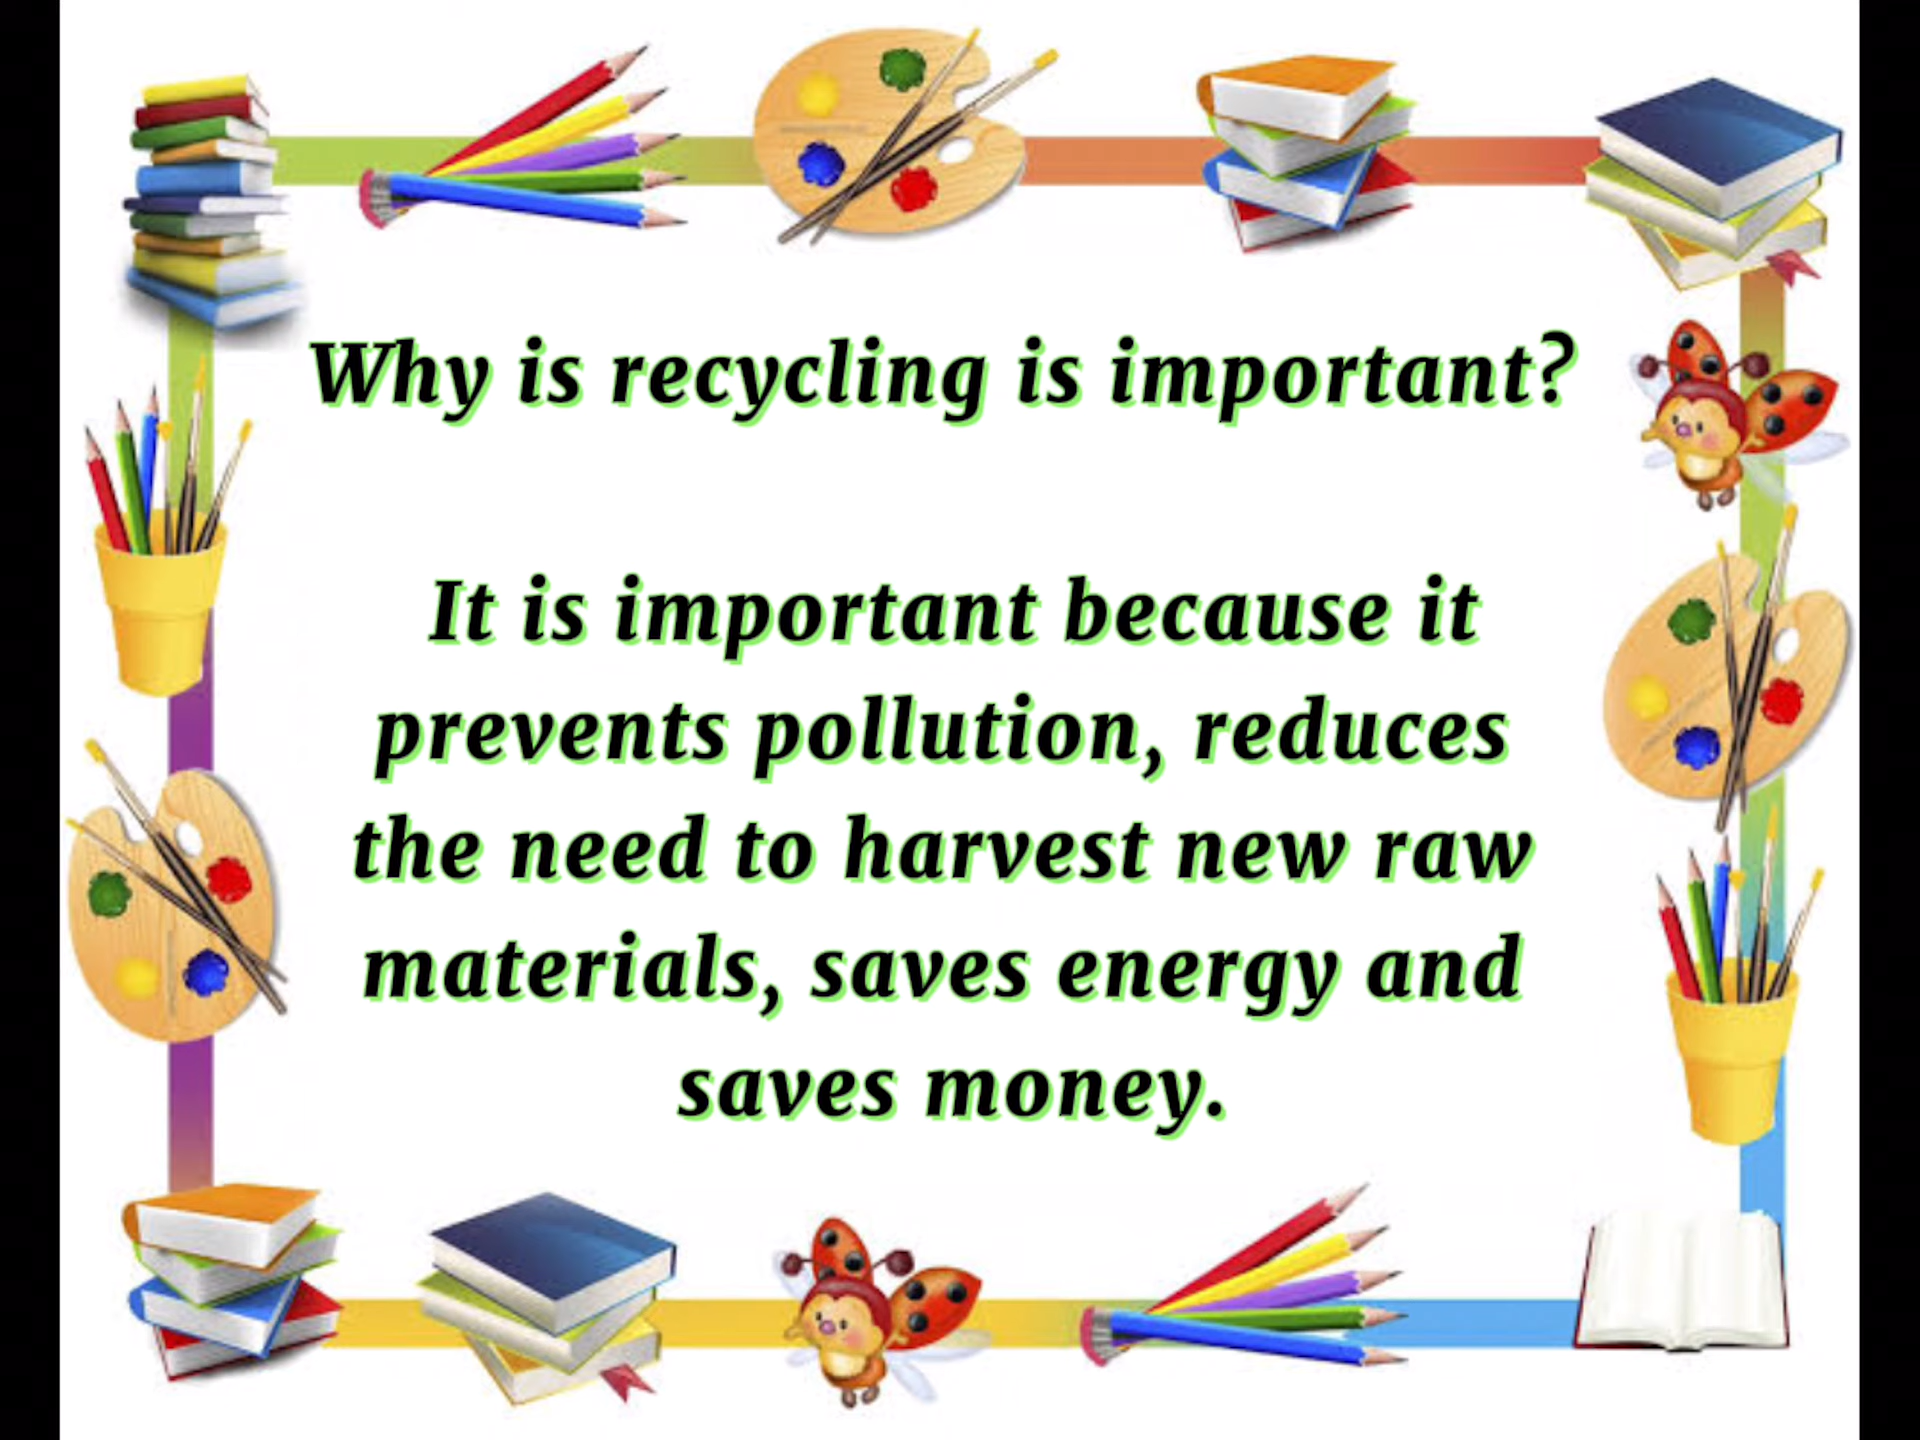 Why is recycling is important?
It is important because it
prevents pollution, reduces
the need to harvest new raw
materials, saves energy and
saves money.